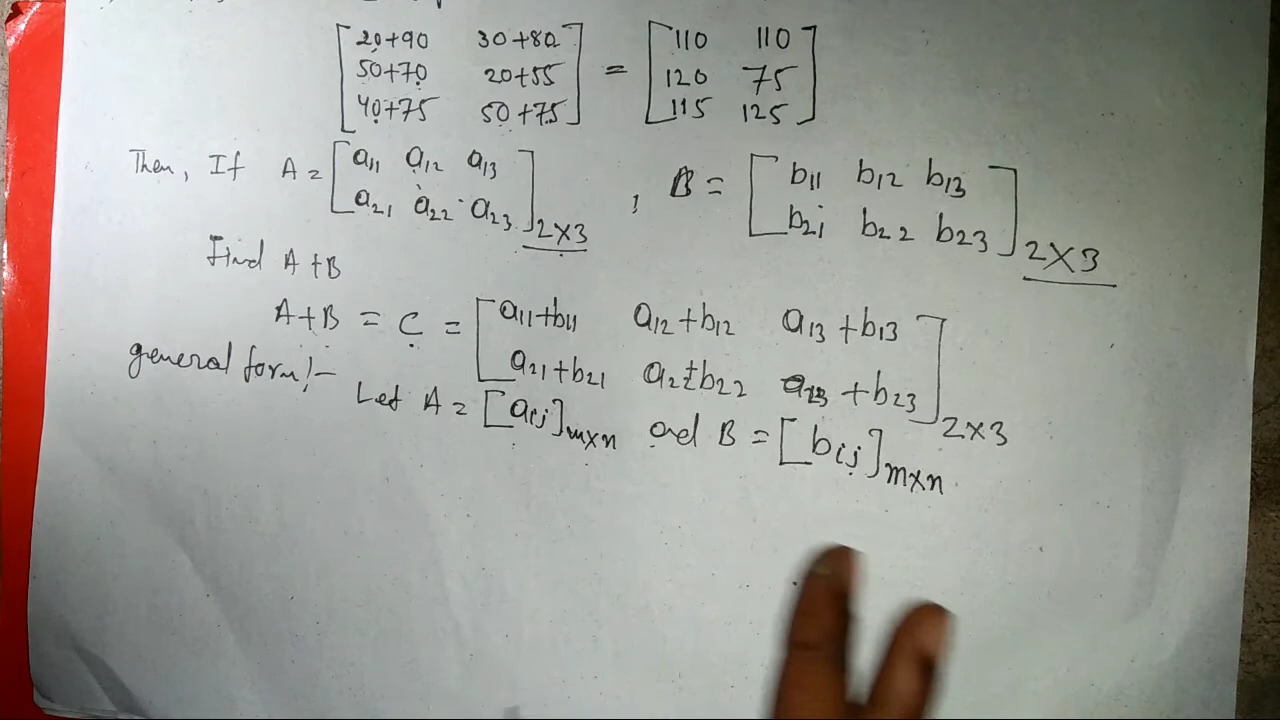 [20+90 30+80] = [110 110]
[50+70 20+55] [120 75]
[40+75 50+75] [115 125]
Then, If A = [a11 a12 a13] , B = [b11 b12 b13]
[a21 a22 a23]2×3 [b21 b22 b23]2×3
Find A+B
A+B = C = [a11+b11 a12+b12 a13+b13]
[a21+b21 a22+b22 a23+b23]2×3
general form:-
Let A = [aij]m×n and B = [bij]m×n